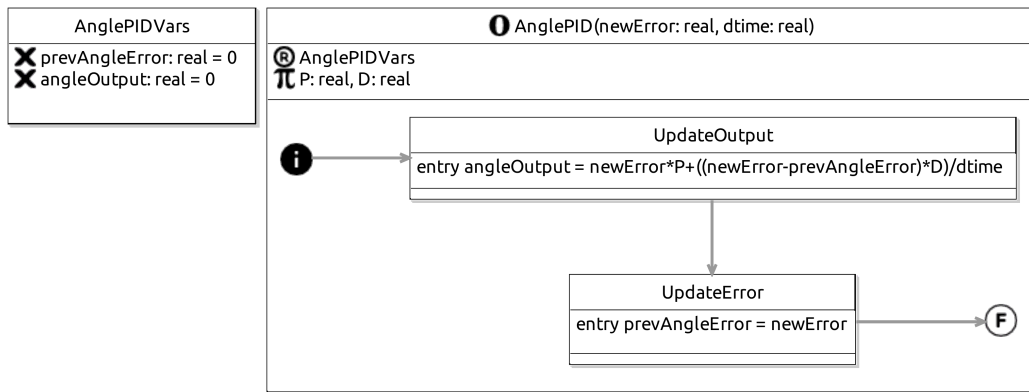 AnglePIDVars
X prevAngleError: real = 0
X angleOutput: real = 0
O AnglePID(newError: real, dtime: real)
R AnglePIDVars
π P: real, D: real
i
UpdateOutput
entry angleOutput = newError*P+((newError-prevAngleError)*D)/dtime
UpdateError
entry prevAngleError = newError
F